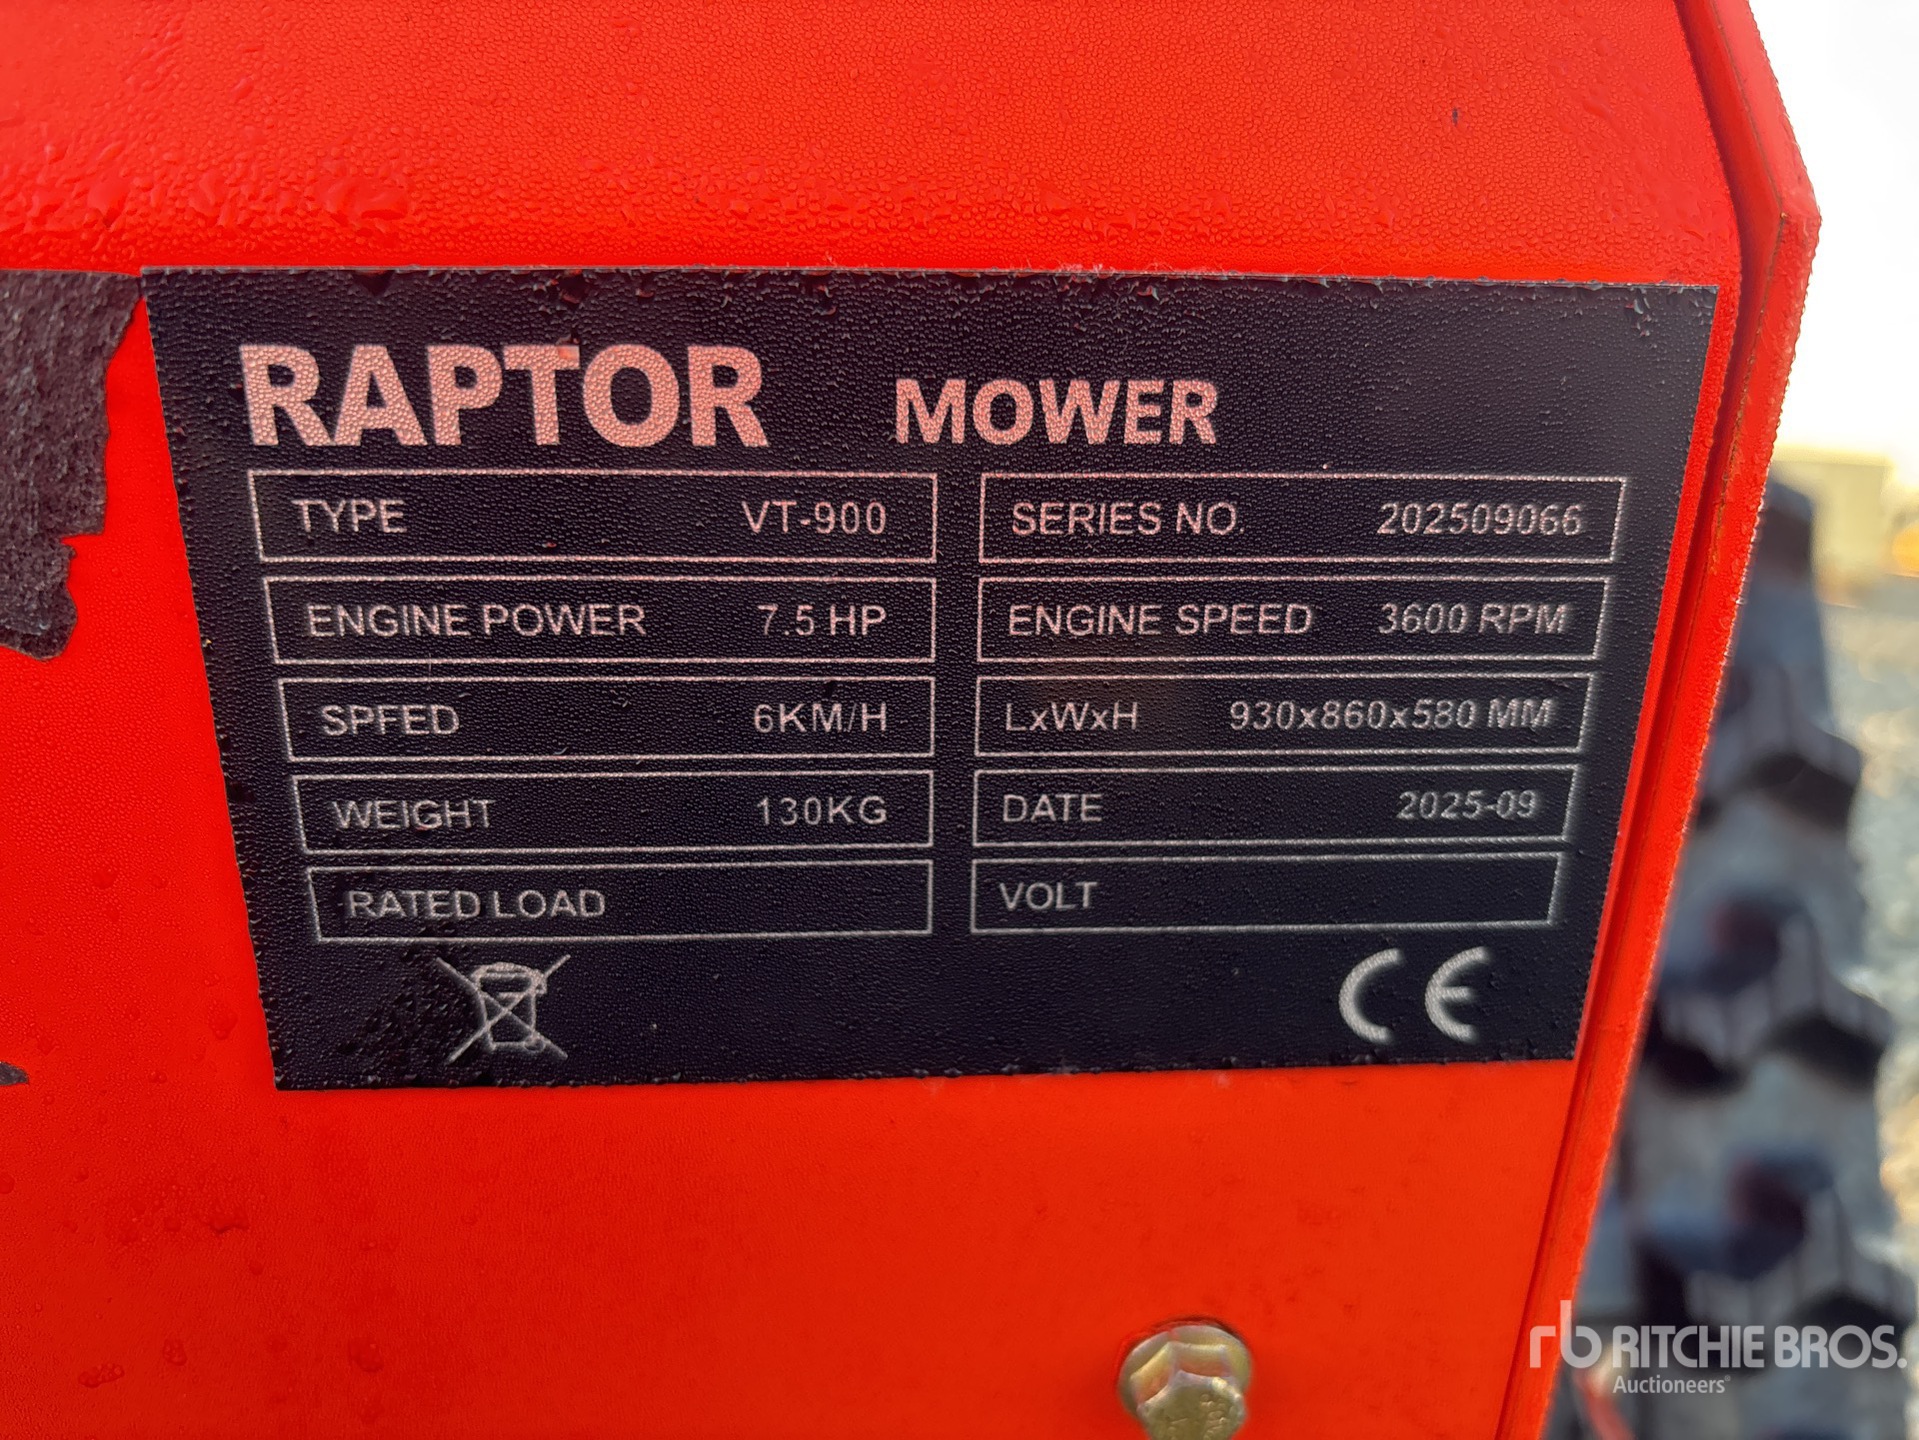 RAPTOR MOWER
TYPE VT-900 SERIES NO. 202509066
ENGINE POWER 7.5 HP ENGINE SPEED 3600 RPM
SPFED 6KM/H LxWxH 930x860x580 MM
WEIGHT 130KG DATE 2025-09
RATED LOAD VOLT
CE
rb RITCHIE BROS.
Auctioneers